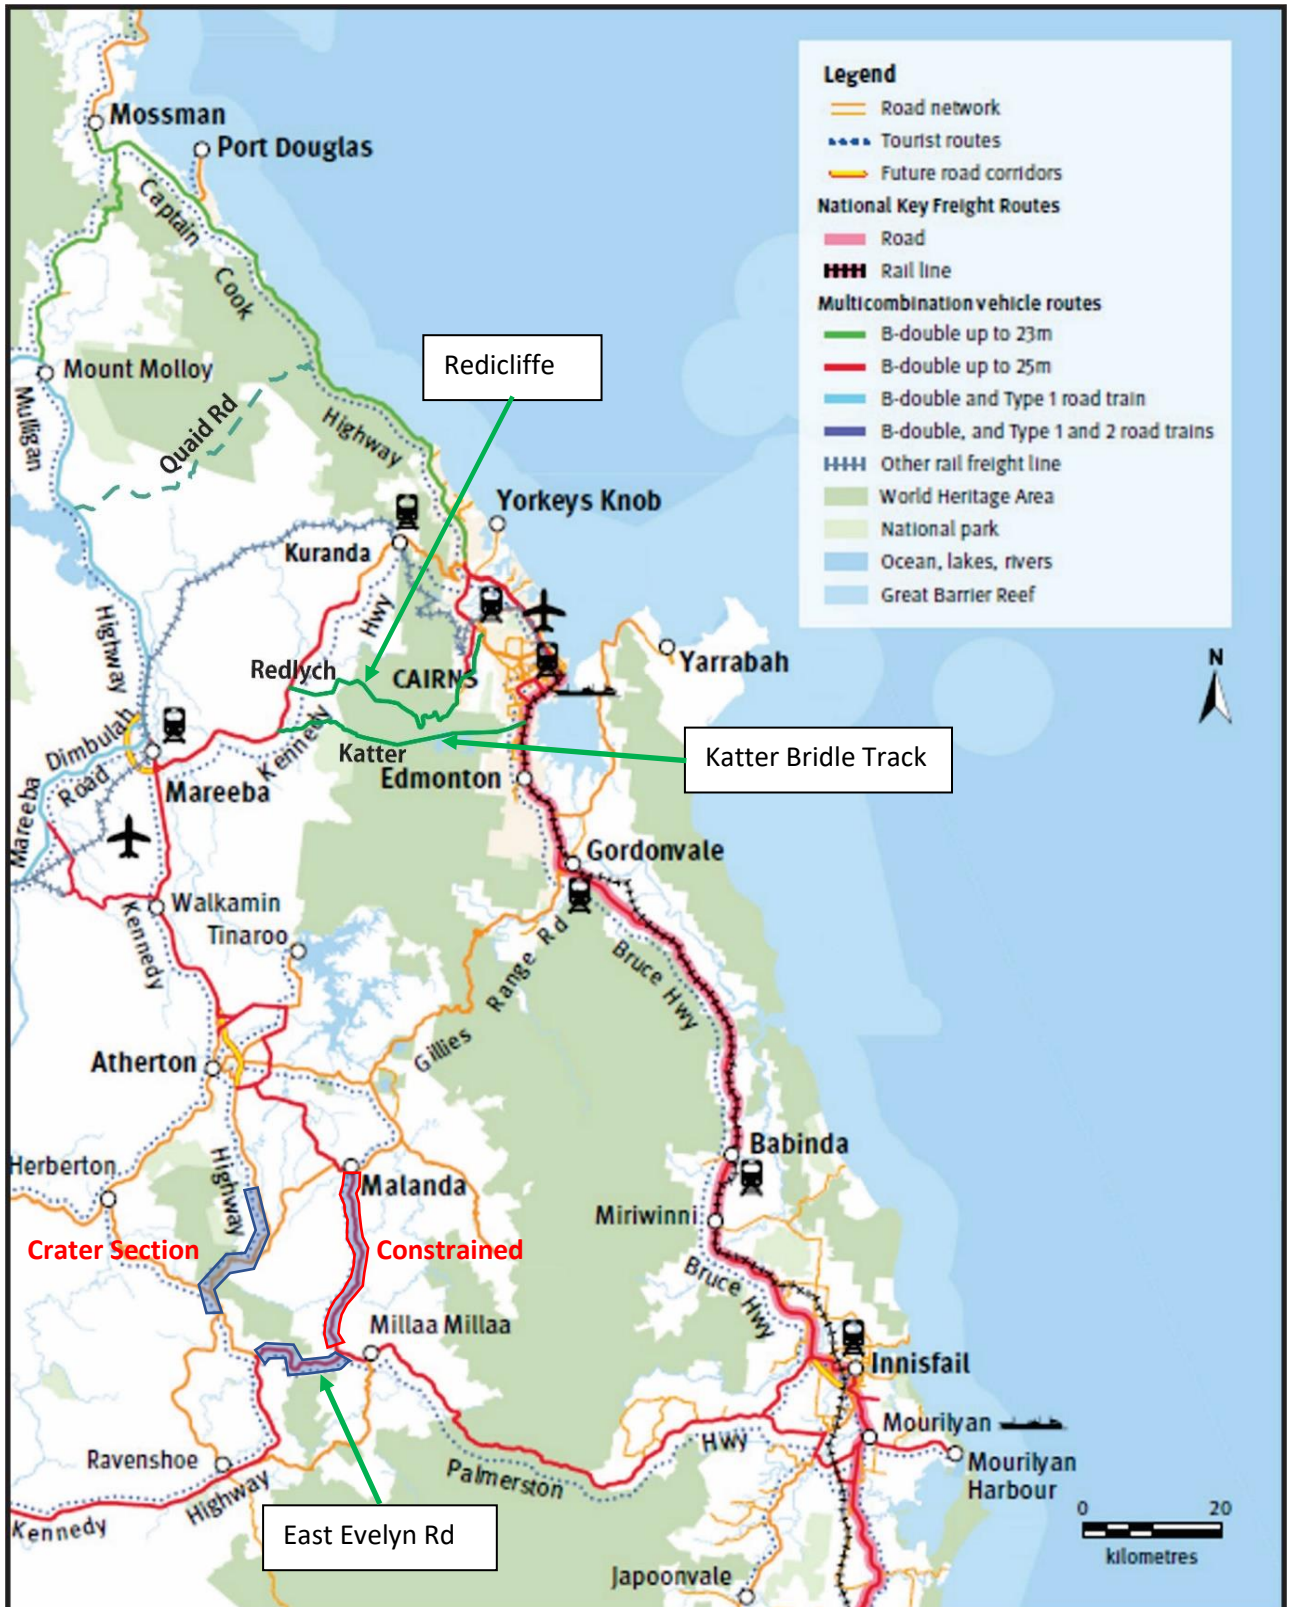 Mossman
Port Douglas
Captain
Cook
Highway
Mount Molloy
Mulligan
Highway
Quaid Rd
Redicliffe
Yorkeys Knob
Kuranda
Hwy
Redlych
CAIRNS
Yarrabah
Kennedy
Katter
Katter Bridle Track
Edmonton
Dimbulah
Road
Mareeba
Mareeba
Gordonvale
Walkamin
Kennedy
Tinaroo
Range Rd
Gillies
Bruce Hwy
Atherton
Highway
Herberton
Malanda
Babinda
Miriwinni
Crater Section
Constrained
Bruce Hwy
Millaa Millaa
Innisfail
Mourilyan
Mourilyan
Harbour
Hwy
Palmerston
Ravenshoe
Highway
Kennedy
East Evelyn Rd
Japoonvale
Legend
Road network
Tourist routes
Future road corridors
National Key Freight Routes
Road
Rail line
Multicombination vehicle routes
B-double up to 23m
B-double up to 25m
B-double and Type 1 road train
B-double, and Type 1 and 2 road trains
Other rail freight line
World Heritage Area
National park
Ocean, lakes, rivers
Great Barrier Reef
N
0 20
kilometres